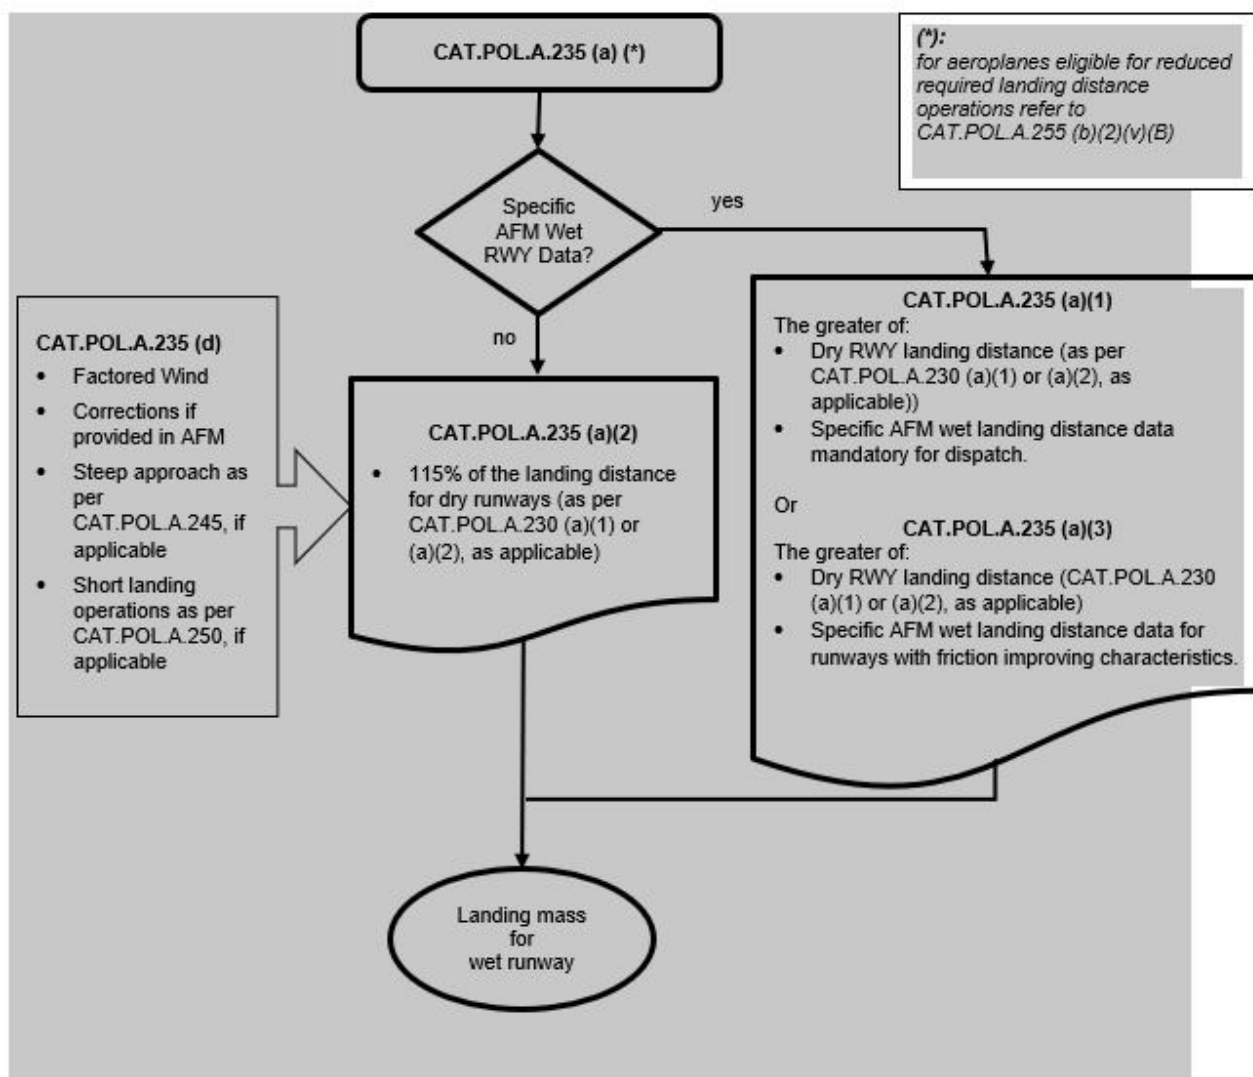 CAT.POL.A.235 (a) (*)
(*):
for aeroplanes eligible for reduced
required landing distance
operations refer to
CAT.POL.A.255 (b)(2)(v)(B)
Specific
AFM Wet
RWY Data?
yes
no
CAT.POL.A.235 (d)
• Factored Wind
• Corrections if
provided in AFM
• Steep approach as
per
CAT.POL.A.245, if
applicable
• Short landing
operations as per
CAT.POL.A.250, if
applicable
CAT.POL.A.235 (a)(2)
• 115% of the landing distance
for dry runways (as per
CAT.POL.A.230 (a)(1) or
(a)(2), as applicable)
CAT.POL.A.235 (a)(1)
The greater of:
• Dry RWY landing distance (as per
CAT.POL.A.230 (a)(1) or (a)(2), as
applicable))
• Specific AFM wet landing distance data
mandatory for dispatch.
Or
CAT.POL.A.235 (a)(3)
The greater of:
• Dry RWY landing distance (CAT.POL.A.230
(a)(1) or (a)(2), as applicable)
• Specific AFM wet landing distance data for
runways with friction improving characteristics.
Landing mass
for
wet runway